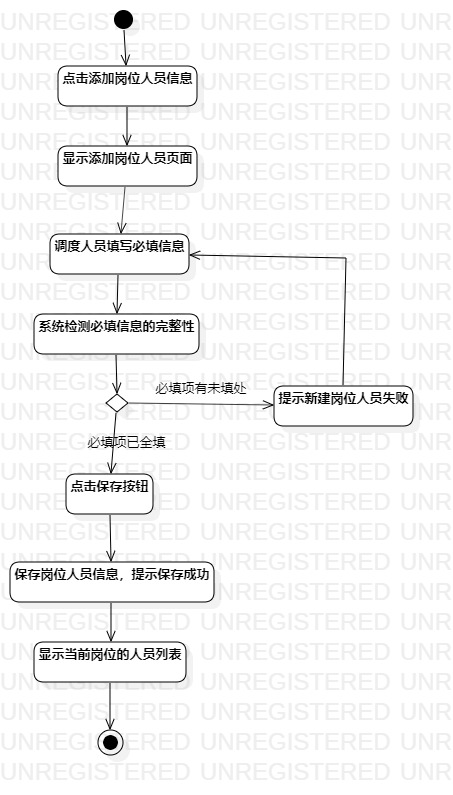 点击添加岗位人员信息
显示添加岗位人员页面
调度人员填写必填信息
系统检测必填信息的完整性
必填项有未填处
提示新建岗位人员失败
必填项已全填
点击保存按钮
保存岗位人员信息，提示保存成功
显示当前岗位的人员列表
UNREGISTERED